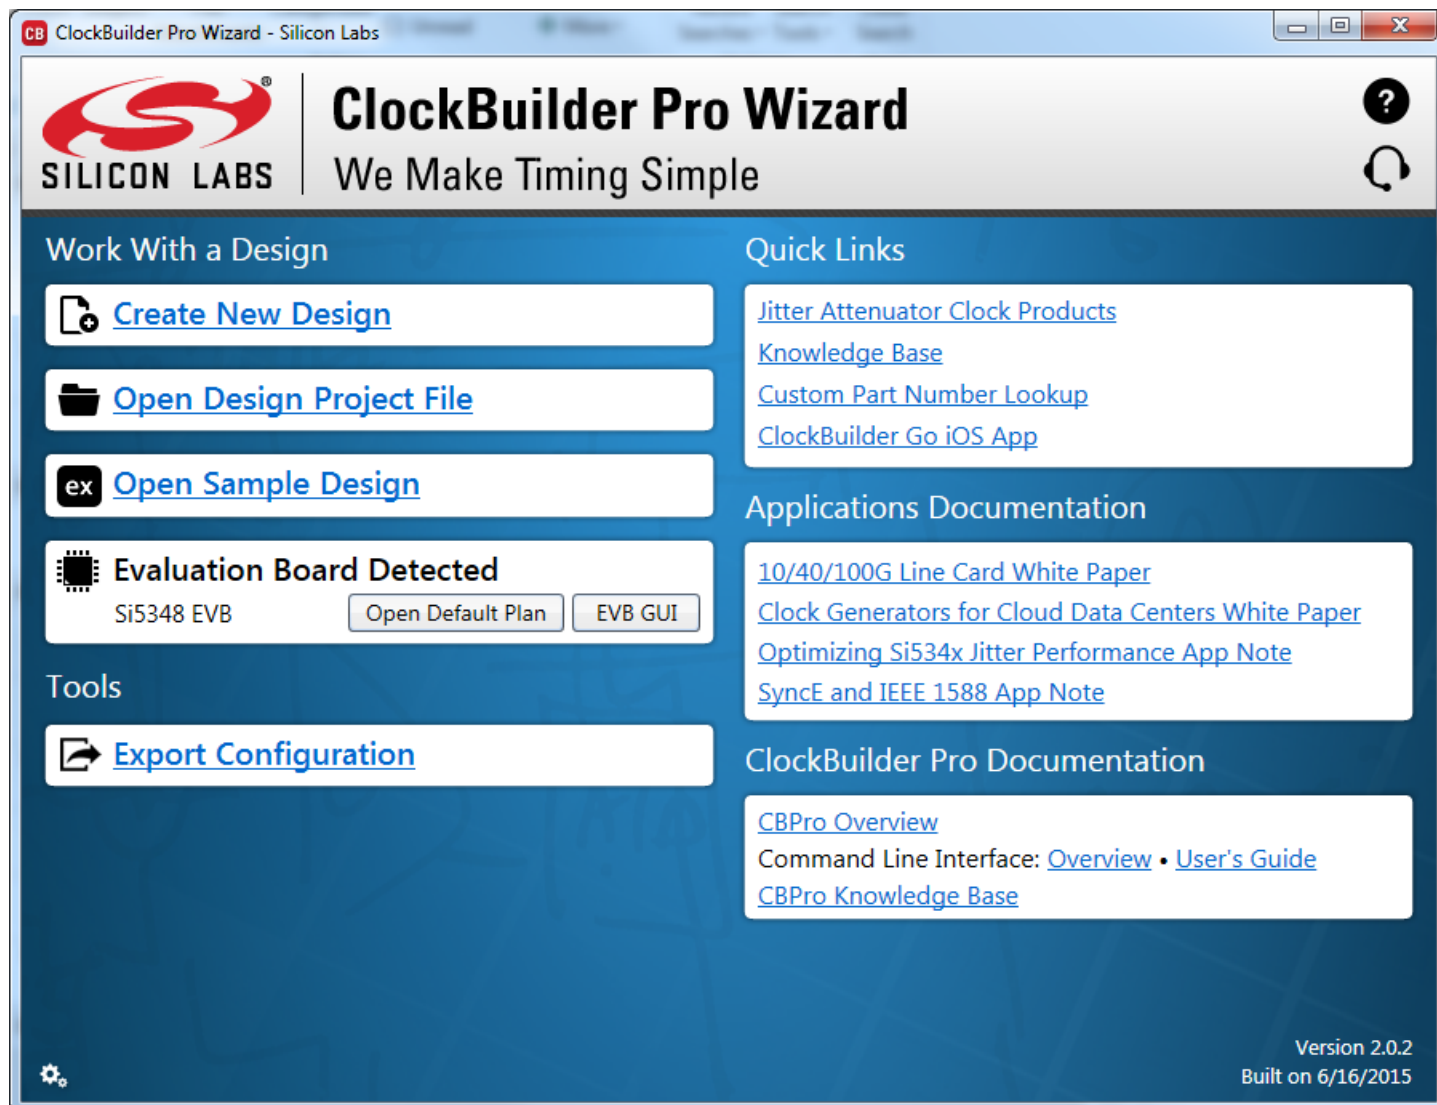 CB ClockBuilder Pro Wizard - Silicon Labs
SILICON LABS
®
ClockBuilder Pro Wizard
We Make Timing Simple
?
Work With a Design
Create New Design
Open Design Project File
ex Open Sample Design
Evaluation Board Detected
Si5348 EVB Open Default Plan EVB GUI
Tools
Export Configuration
Quick Links
Jitter Attenuator Clock Products
Knowledge Base
Custom Part Number Lookup
ClockBuilder Go iOS App
Applications Documentation
10/40/100G Line Card White Paper
Clock Generators for Cloud Data Centers White Paper
Optimizing Si534x Jitter Performance App Note
SyncE and IEEE 1588 App Note
ClockBuilder Pro Documentation
CBPro Overview
Command Line Interface: Overview • User's Guide
CBPro Knowledge Base
Version 2.0.2
Built on 6/16/2015